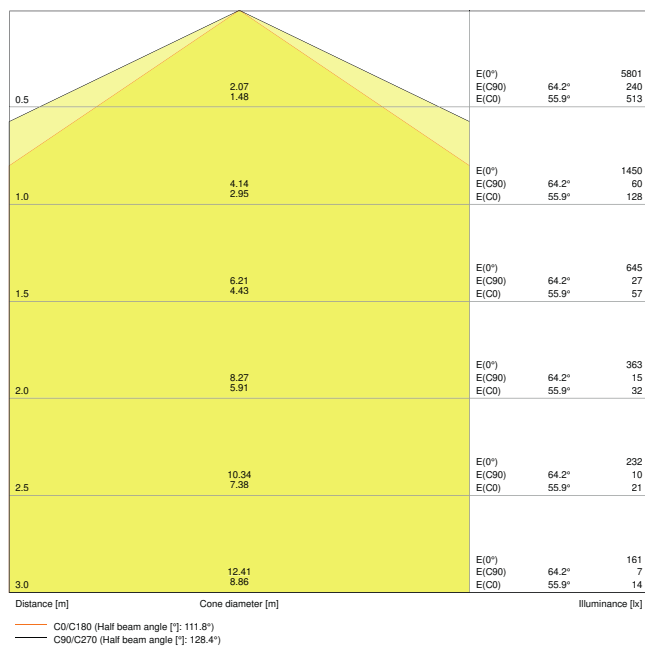 E(0°) 5801
2.07 E(C90) 64.2° 240
0.5 1.48 E(C0) 55.9° 513
E(0°) 1450
4.14 E(C90) 64.2° 60
1.0 2.95 E(C0) 55.9° 128
E(0°) 645
6.21 E(C90) 64.2° 27
1.5 4.43 E(C0) 55.9° 57
E(0°) 363
8.27 E(C90) 64.2° 15
2.0 5.91 E(C0) 55.9° 32
E(0°) 232
10.34 E(C90) 64.2° 10
2.5 7.38 E(C0) 55.9° 21
E(0°) 161
12.41 E(C90) 64.2° 7
3.0 8.86 E(C0) 55.9° 14
Distance [m] Cone diameter [m] Illuminance [lx]
C0/C180 (Half beam angle [°]: 111.8°)
C90/C270 (Half beam angle [°]: 128.4°)